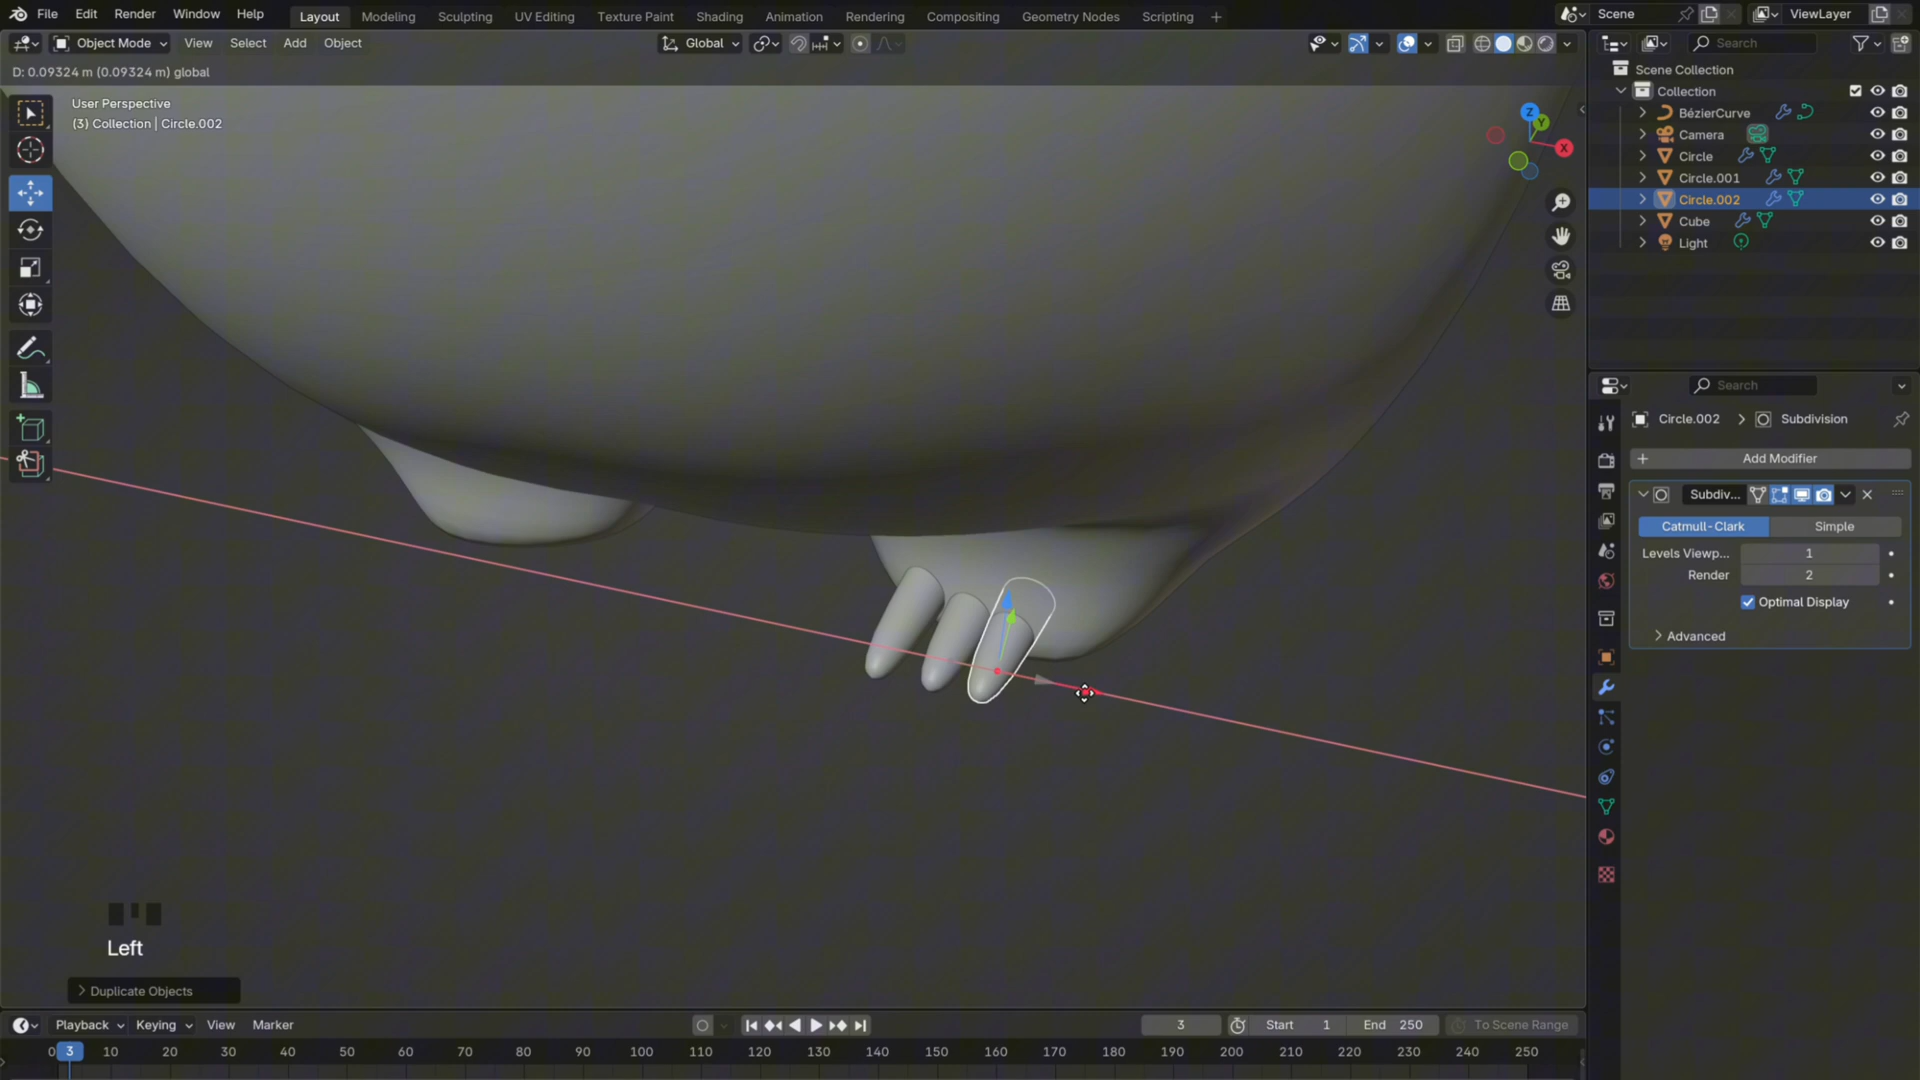 File Edit Render Window Help Layout Modeling Sculpting UV Editing Texture Paint Shading Animation Rendering Compositing Geometry Nodes Scripting + Scene ViewLayer
Object Mode View Select Add Object Global Search
D: 0.09324 m (0.09324 m) global
User Perspective
(3) Collection | Circle.002
Z
Y
X
Scene Collection
Collection
BézierCurve
Camera
Circle
Circle.001
Circle.002
Cube
Light
Search
Circle.002 > Subdivision
+ Add Modifier
Subdiv...
Catmull-Clark Simple
Levels Viewp... 1
Render 2
Optimal Display
Advanced
Left
Duplicate Objects
Playback Keying View Marker 3 Start 1 End 250 To Scene Range
0 3 10 20 30 40 50 60 70 80 90 100 110 120 130 140 150 160 170 180 190 200 210 220 230 240 250